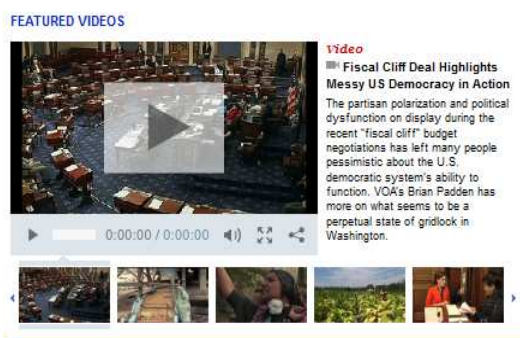 FEATURED VIDEOS
Video
Fiscal Cliff Deal Highlights
Messy US Democracy in Action
The partisan polarization and political
dysfunction on display during the
recent "fiscal cliff" budget
negotiations has left many people
pessimistic about the U.S.
democratic system's ability to
function. VOA's Brian Padden has
more on what seems to be a
perpetual state of gridlock in
Washington.
0:00:00 / 0:00:00